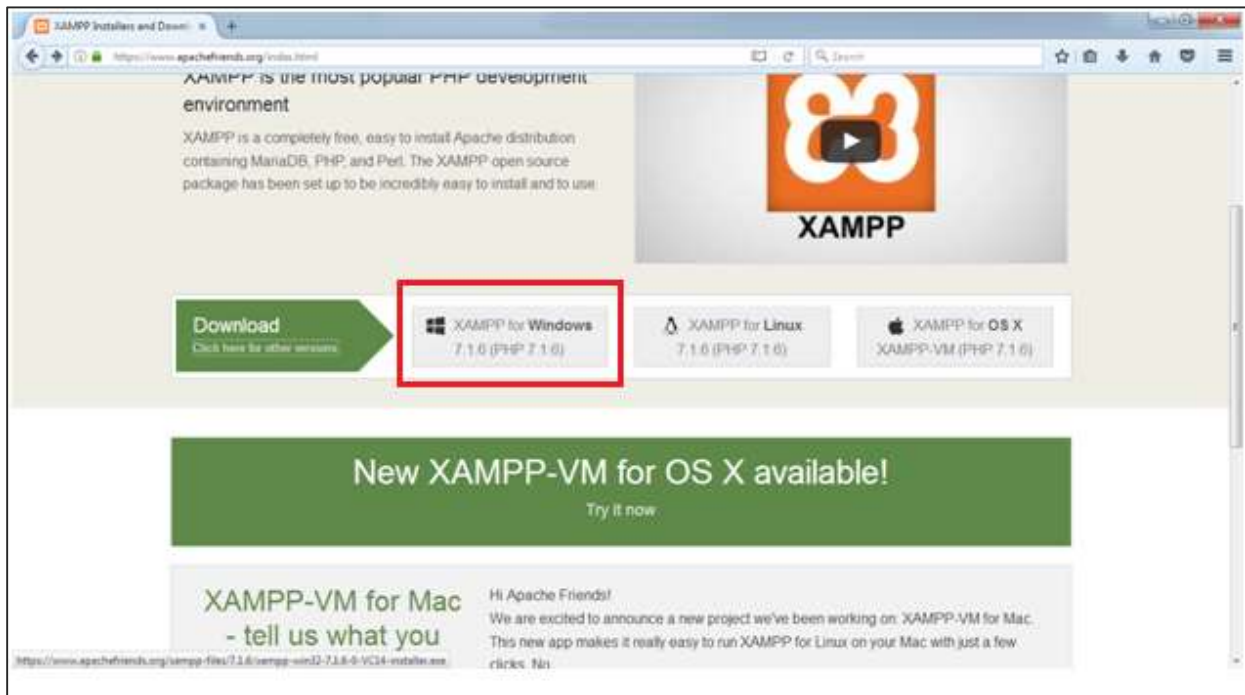 XAMPP Installers and Downl
https://www.apachefriends.org/index.html
Search
XAMPP is the most popular PHP development
environment
XAMPP is a completely free, easy to install Apache distribution
containing MariaDB, PHP, and Perl. The XAMPP open source
package has been set up to be incredibly easy to install and to use
XAMPP
Download
Click here for other versions
XAMPP for Windows
7.1.6 (PHP 7.1.6)
XAMPP for Linux
7.1.6 (PHP 7.1.6)
XAMPP for OS X
XAMPP-VM (PHP 7.1.6)
New XAMPP-VM for OS X available!
Try it now
XAMPP-VM for Mac
- tell us what you
Hi Apache Friends!
We are excited to announce a new project we've been working on: XAMPP-VM for Mac.
This new app makes it really easy to run XAMPP for Linux on your Mac with just a few
clicks. No
https://www.apachefriends.org/xampp-files/7.1.6/xampp-win32-7.1.6-0-VC14-installer.exe